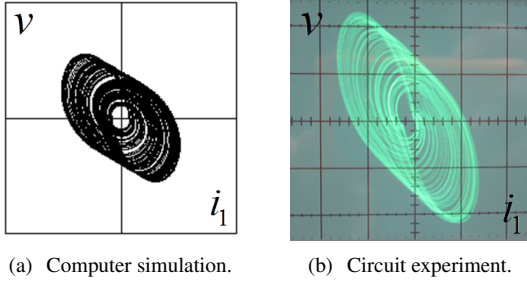 v
i₁
v
i₁
(a) Computer simulation.
(b) Circuit experiment.